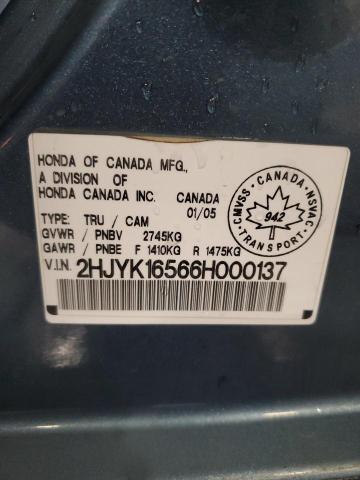 HONDA OF CANADA MFG.,
A DIVISION OF
HONDA CANADA INC. CANADA
01/05
TYPE: TRU / CAM
GVWR / PNBV 2745KG
GAWR / PNBE F 1410KG R 1475KG
V.I.N. 2HJYK16566H000137
CMVSS • CANADA • NSVAC
942
TRANSPORT